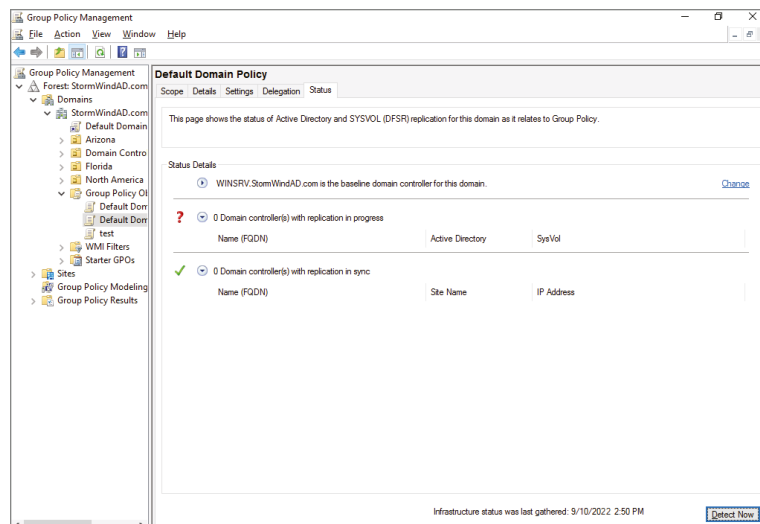 Group Policy Management
File Action View Window Help
Group Policy Management
Forest: StormWindAD.com
Domains
StormWindAD.com
Default Domain
Arizona
Domain Contro
Florida
North America
Group Policy Ob
Default Dom
Default Dom
test
WMI Filters
Starter GPOs
Sites
Group Policy Modeling
Group Policy Results
Default Domain Policy
Scope Details Settings Delegation Status
This page shows the status of Active Directory and SYSVOL (DFSR) replication for this domain as it relates to Group Policy.
Status Details
WINSRV.StormWindAD.com is the baseline domain controller for this domain. Change
0 Domain controller(s) with replication in progress
Name (FQDN) Active Directory SysVol
0 Domain controller(s) with replication in sync
Name (FQDN) Site Name IP Address
Infrastructure status was last gathered: 9/10/2022 2:50 PM Detect Now